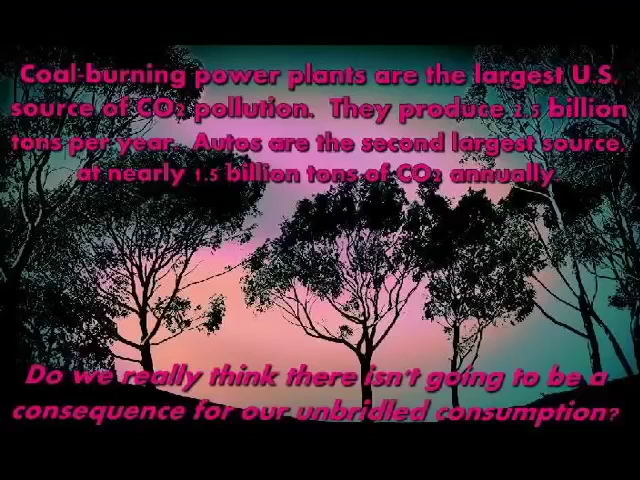 Coal-burning power plants are the largest U.S.
source of CO2 pollution. They produce 2.5 billion
tons per year. Autos are the second largest source,
at nearly 1.5 billion tons of CO2 annually.
Do we really think there isn't going to be a
consequence for our unbridled consumption?